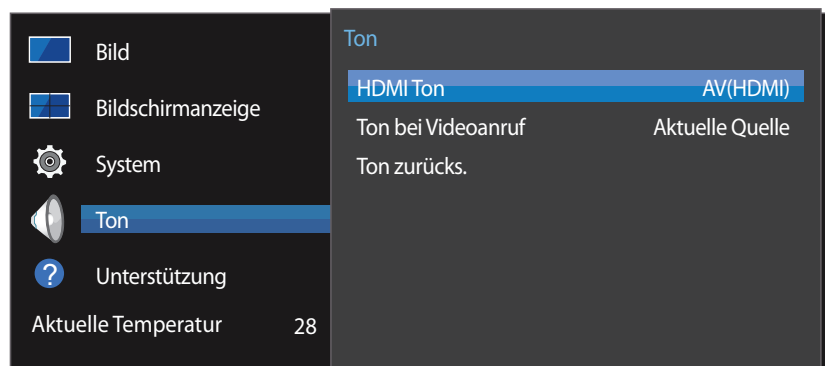 Bild
Bildschirmanzeige
System
Ton
Unterstützung
Aktuelle Temperatur 28
Ton
HDMI Ton AV(HDMI)
Ton bei Videoanruf Aktuelle Quelle
Ton zurücks.